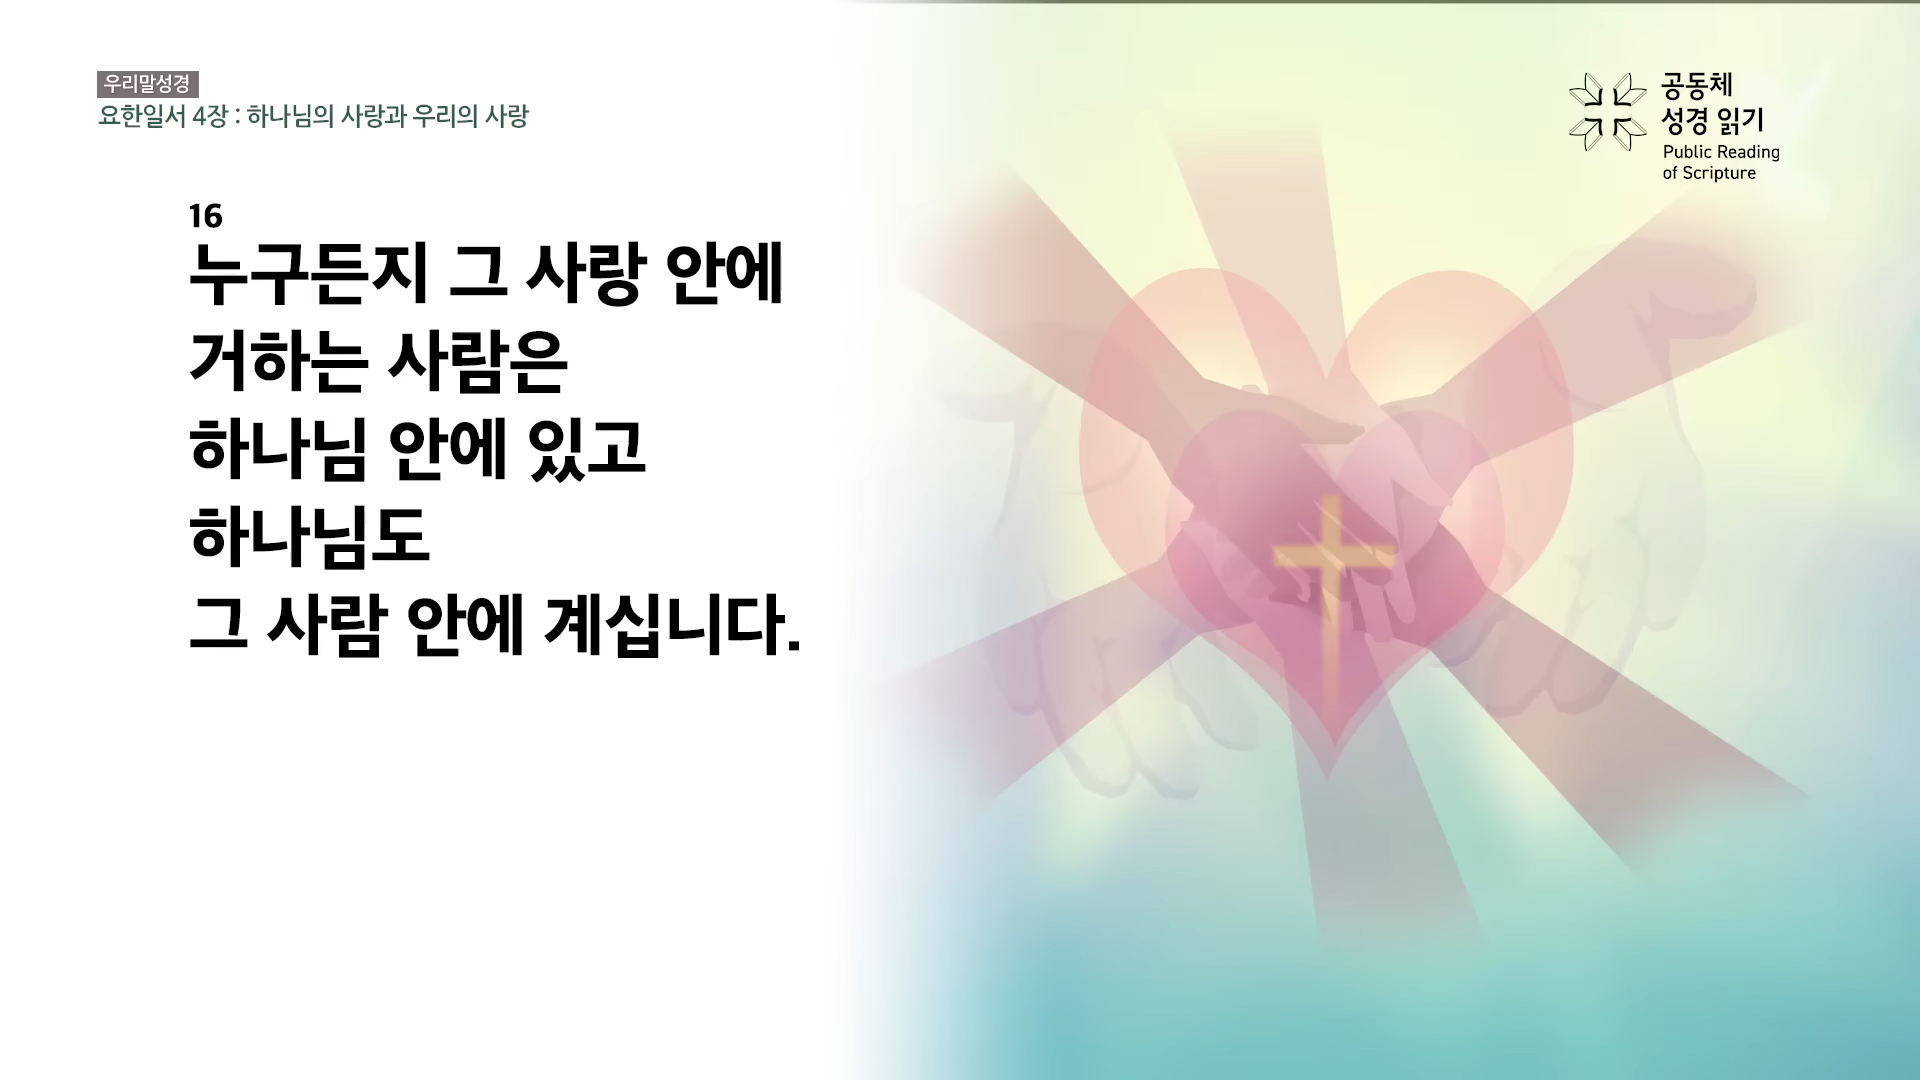 우리말성경
요한일서 4장 : 하나님의 사랑과 우리의 사랑
공동체
성경 읽기
Public Reading
of Scripture
16
누구든지 그 사랑 안에
거하는 사람은
하나님 안에 있고
하나님도
그 사람 안에 계십니다.